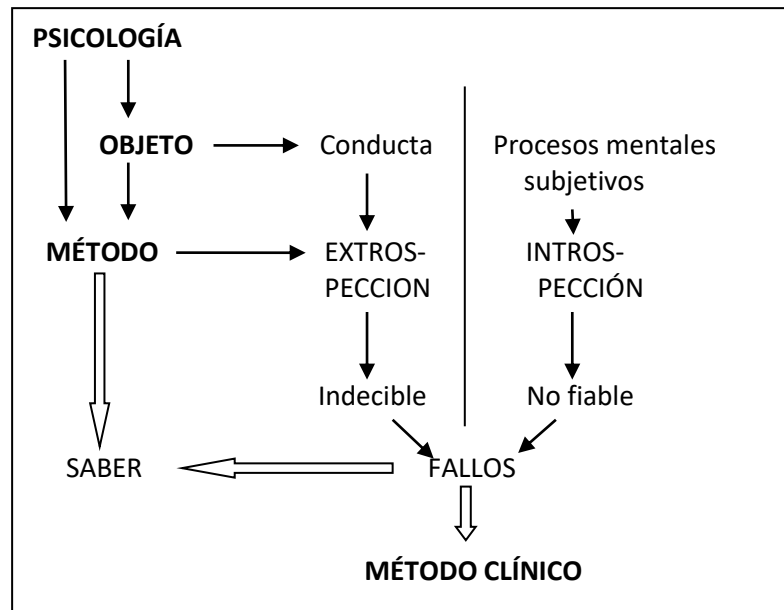 PSICOLOGÍA
OBJETO
Conducta
Procesos mentales
subjetivos
MÉTODO
EXTROS-
PECCION
INTROS-
PECCIÓN
Indecible
No fiable
SABER
FALLOS
MÉTODO CLÍNICO